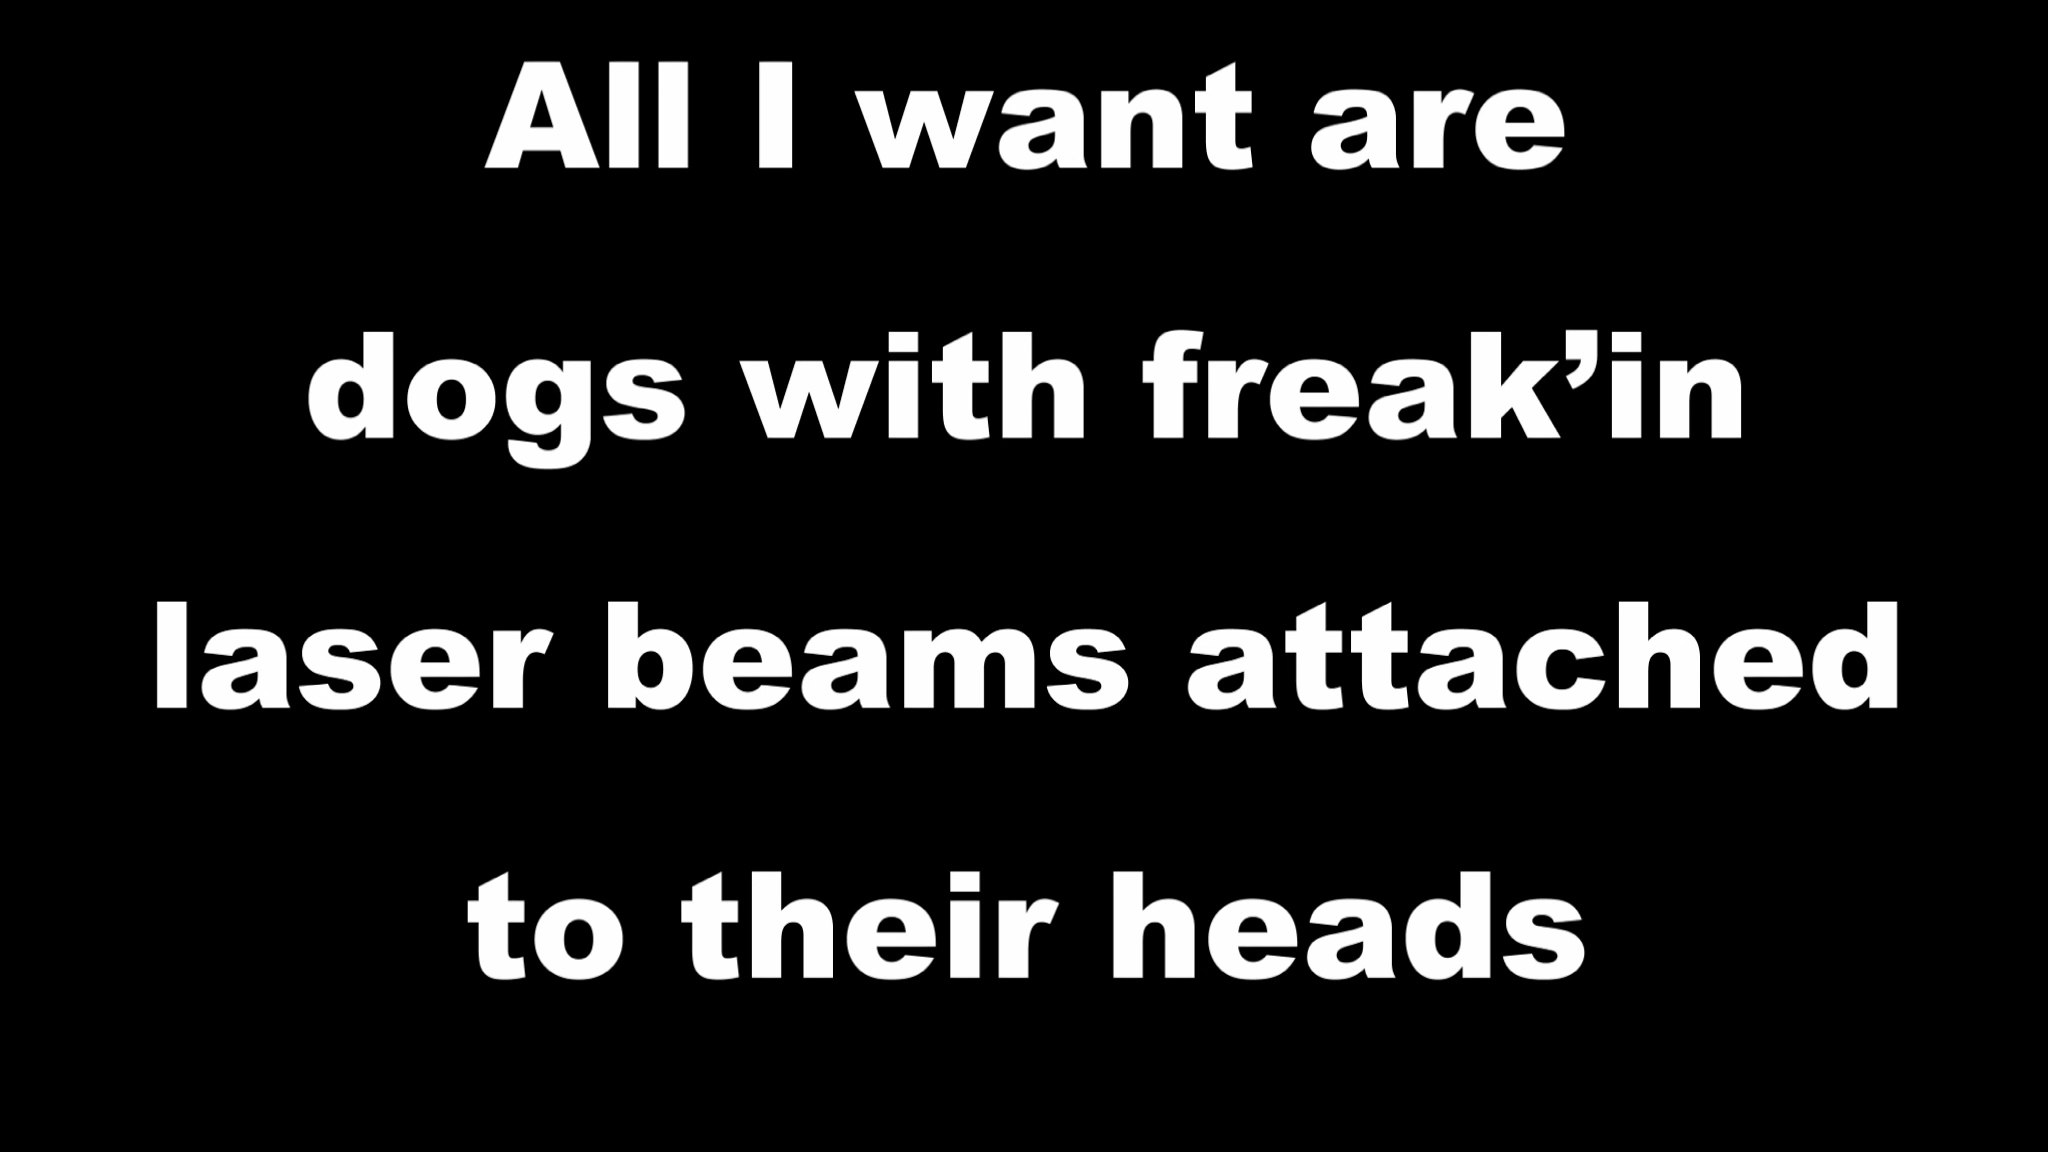 All I want are
dogs with freak’in
laser beams attached
to their heads